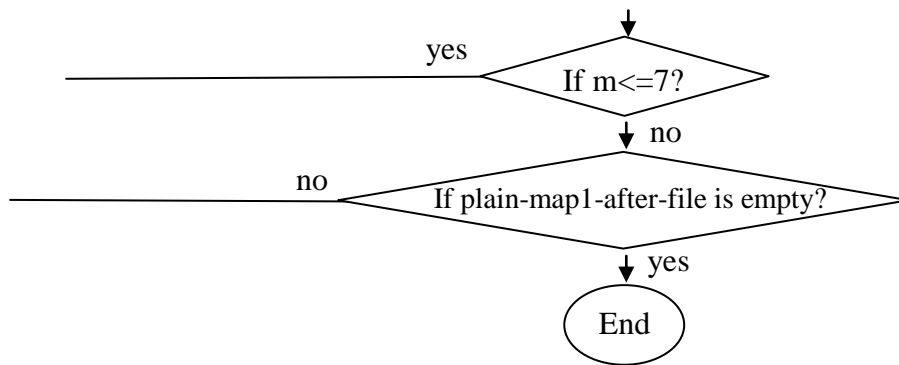 yes
If m<=7?
no
no
If plain-map1-after-file is empty?
yes
End